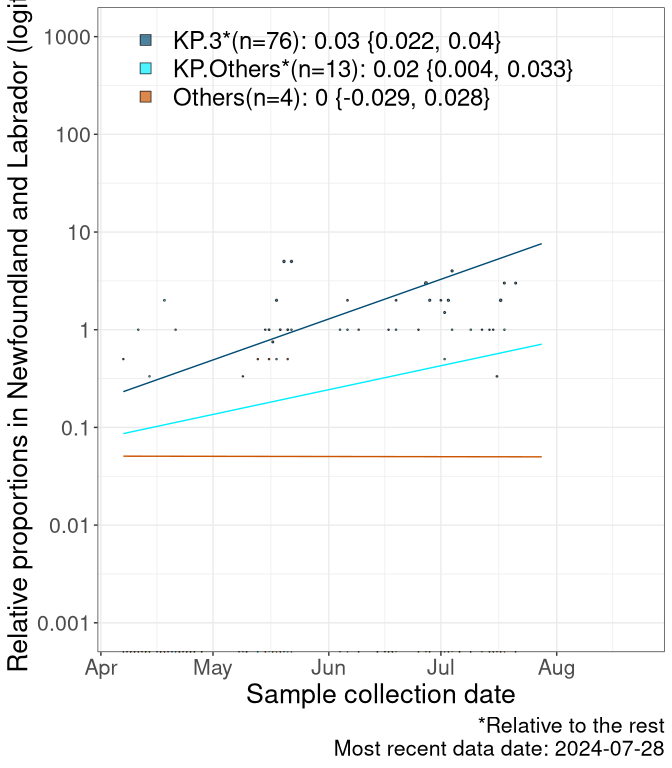 Relative proportions in Newfoundland and Labrador
1000
100
10
1
0.1
0.01
0.001
KP.3*(n=76): 0.03 {0.022, 0.04}
KP.Others*(n=13): 0.02 {0.004, 0.033}
Others(n=4): 0 {-0.029, 0.028}
Apr May Jun Jul Aug
Sample collection date
*Relative to the rest
Most recent data date: 2024-07-28